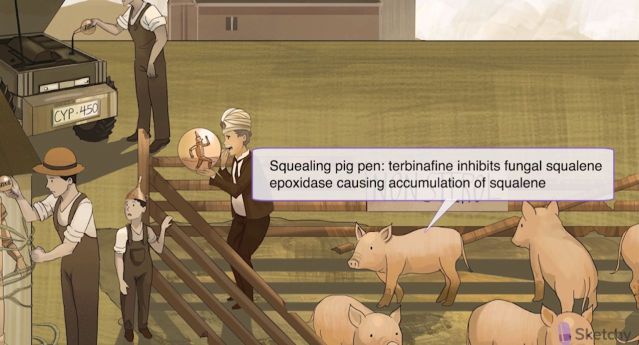 CYP·450
Squealing pig pen: terbinafine inhibits fungal squalene
epoxidase causing accumulation of squalene
Sketchy